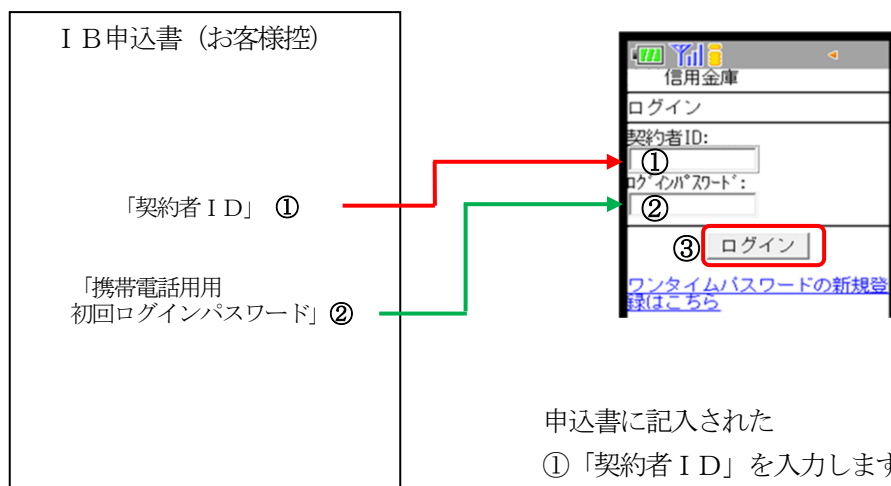 ＩＢ申込書（お客様控）
「契約者ＩＤ」 ①
「携帯電話用用
初回ログインパスワード」②
信用金庫
ログイン
契約者ID:
①
ﾛｸﾞｲﾝﾊﾟｽﾜｰﾄﾞ:
②
③ ログイン
ワンタイムパスワードの新規登
録はこちら
申込書に記入された
①「契約者ＩＤ」を入力します